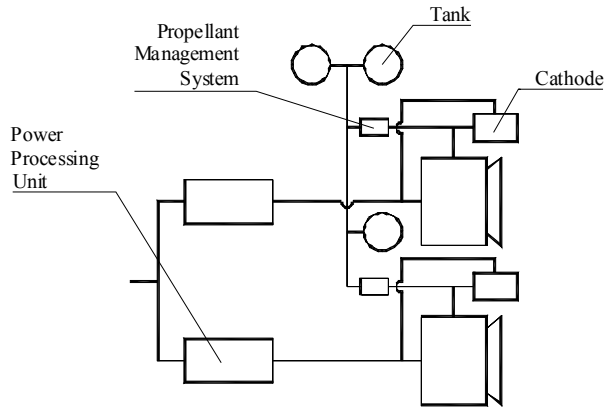 Propellant
Management
System
Tank
Cathode
Power
Processing
Unit